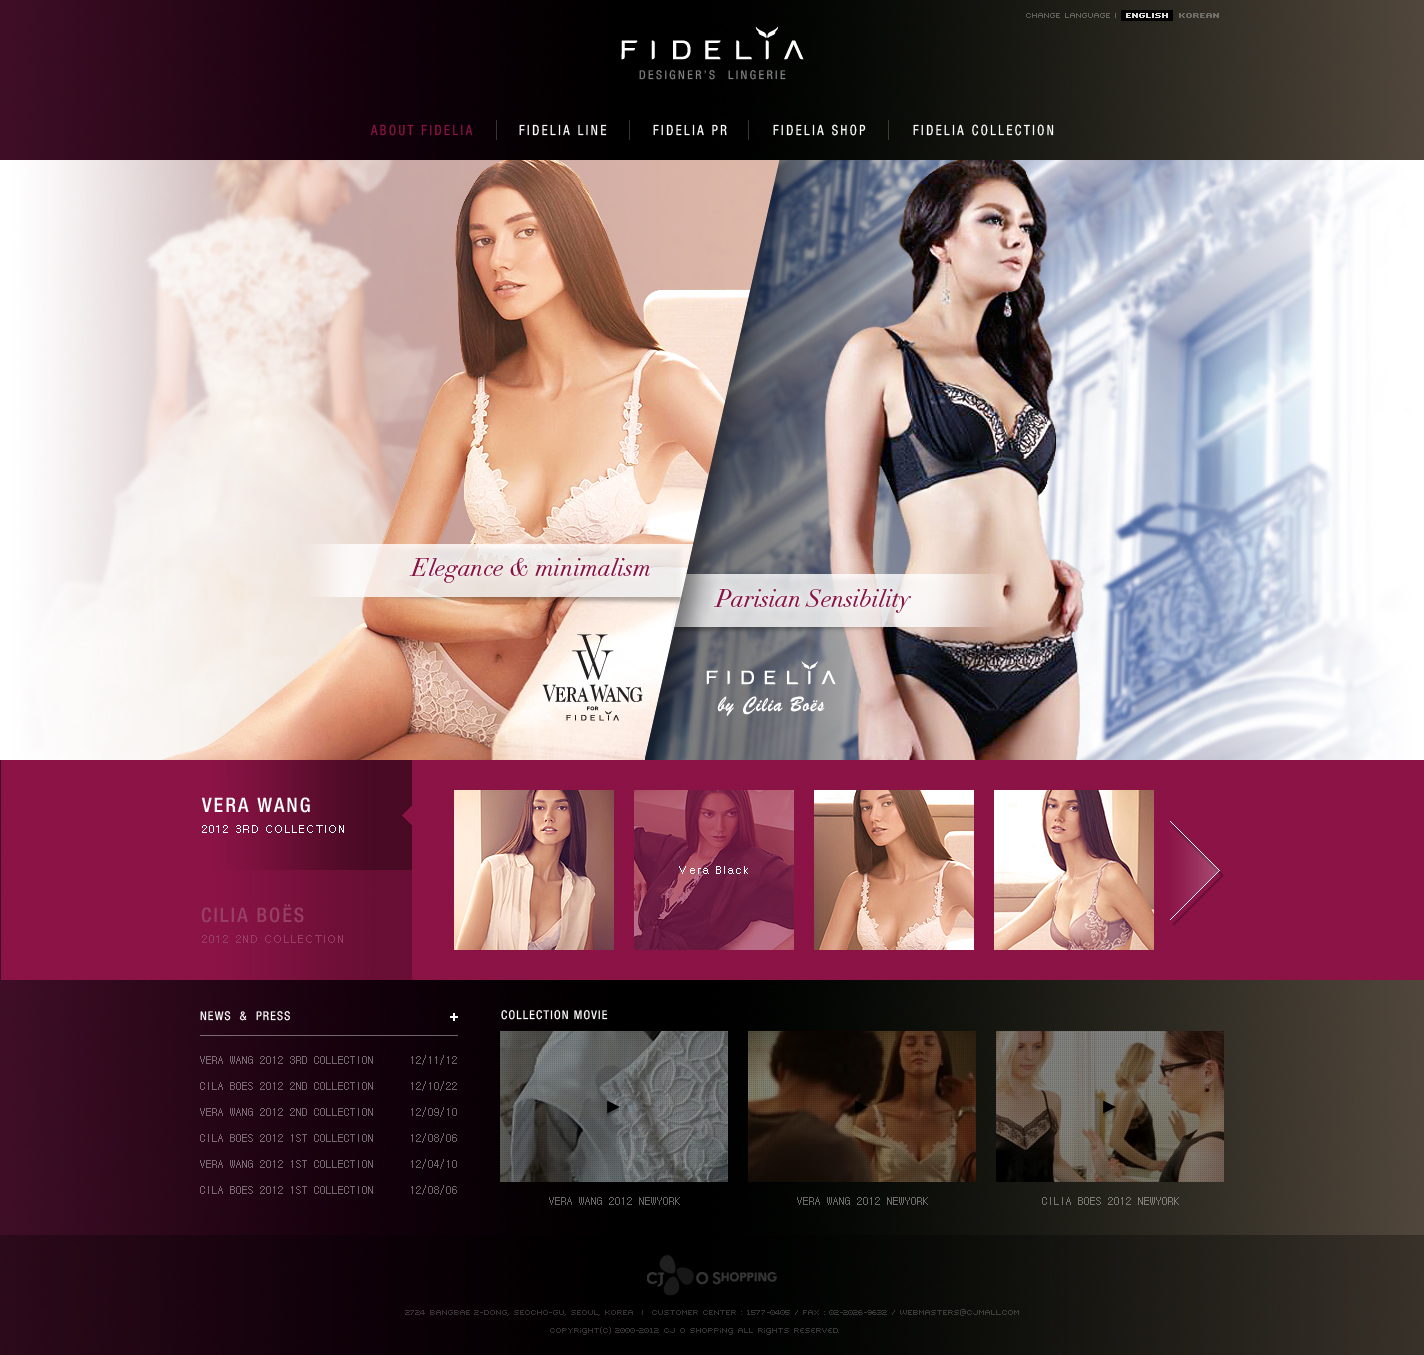 CHANGE LANGUAGE | ENGLISH KOREAN
FIDELIA
DESIGNER'S LINGERIE
ABOUT FIDELIA
FIDELIA LINE
FIDELIA PR
FIDELIA SHOP
FIDELIA COLLECTION
Elegance & minimalism
Parisian Sensibility
VW
VERA WANG
FOR
FIDELIA
FIDELIA
by Cilia Boës
VERA WANG
2012 3RD COLLECTION
CILIA BOËS
2012 2ND COLLECTION
Vera Black
NEWS & PRESS +
VERA WANG 2012 3RD COLLECTION 12/11/12
CILA BOES 2012 2ND COLLECTION 12/10/22
VERA WANG 2012 2ND COLLECTION 12/09/10
CILA BOES 2012 1ST COLLECTION 12/08/06
VERA WANG 2012 1ST COLLECTION 12/04/10
CILA BOES 2012 1ST COLLECTION 12/08/06
COLLECTION MOVIE
VERA WANG 2012 NEWYORK
VERA WANG 2012 NEWYORK
CILIA BOES 2012 NEWYORK
CJ O SHOPPING
2724 BANGBAE 2-DONG, SEOCHO-GU, SEOUL, KOREA | CUSTOMER CENTER : 1577-0405 / FAX : 02-2026-9632 / WEBMASTERS@CJMALL.COM
COPYRIGHT(C) 2000-2012 CJ O SHOPPING ALL RIGHTS RESERVED.